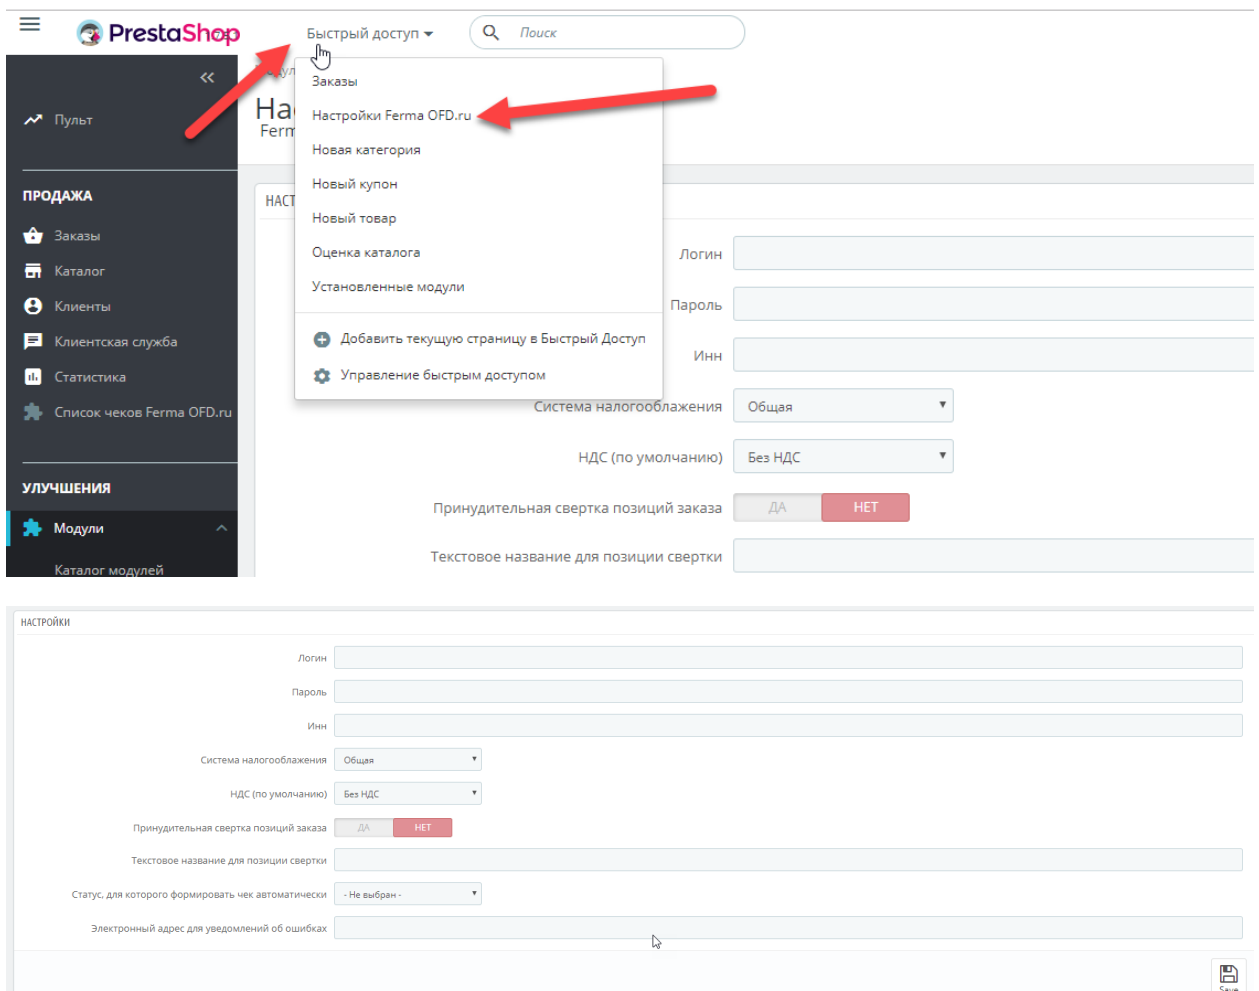 PrestaShop
Быстрый доступ
Поиск
Заказы
Настройки Ferma OFD.ru
Новая категория
Новый купон
Новый товар
Оценка каталога
Установленные модули
Добавить текущую страницу в Быстрый Доступ
Управление быстрым доступом
Пульт
ПРОДАЖА
Заказы
Каталог
Клиенты
Клиентская служба
Статистика
Список чеков Ferma OFD.ru
УЛУЧШЕНИЯ
Модули
Каталог модулей
Логин
Пароль
Инн
Система налогооблажения Общая
НДС (по умолчанию) Без НДС
Принудительная свертка позиций заказа ДА НЕТ
Текстовое название для позиции свертки
НАСТРОЙКИ
Логин
Пароль
Инн
Система налогооблажения Общая
НДС (по умолчанию) Без НДС
Принудительная свертка позиций заказа ДА НЕТ
Текстовое название для позиции свертки
Статус, для которого формировать чек автоматически - Не выбран -
Электронный адрес для уведомлений об ошибках
Save